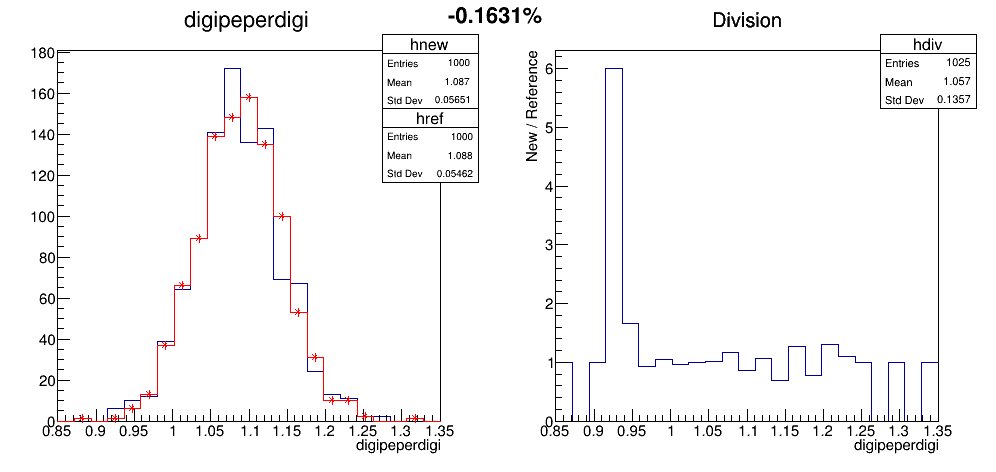 digipeperdigi
-0.1631%
Division
hnew
Entries 1000
Mean 1.087
Std Dev 0.05651
href
Entries 1000
Mean 1.088
Std Dev 0.05462
180
160
140
120
100
80
60
40
20
0
0.85 0.9 0.95 1 1.05 1.1 1.15 1.2 1.25 1.3 1.35
digipeperdigi
hdiv
Entries 1025
Mean 1.057
Std Dev 0.1357
New / Reference
6
5
4
3
2
1
0
0.85 0.9 0.95 1 1.05 1.1 1.15 1.2 1.25 1.3 1.35
digipeperdigi